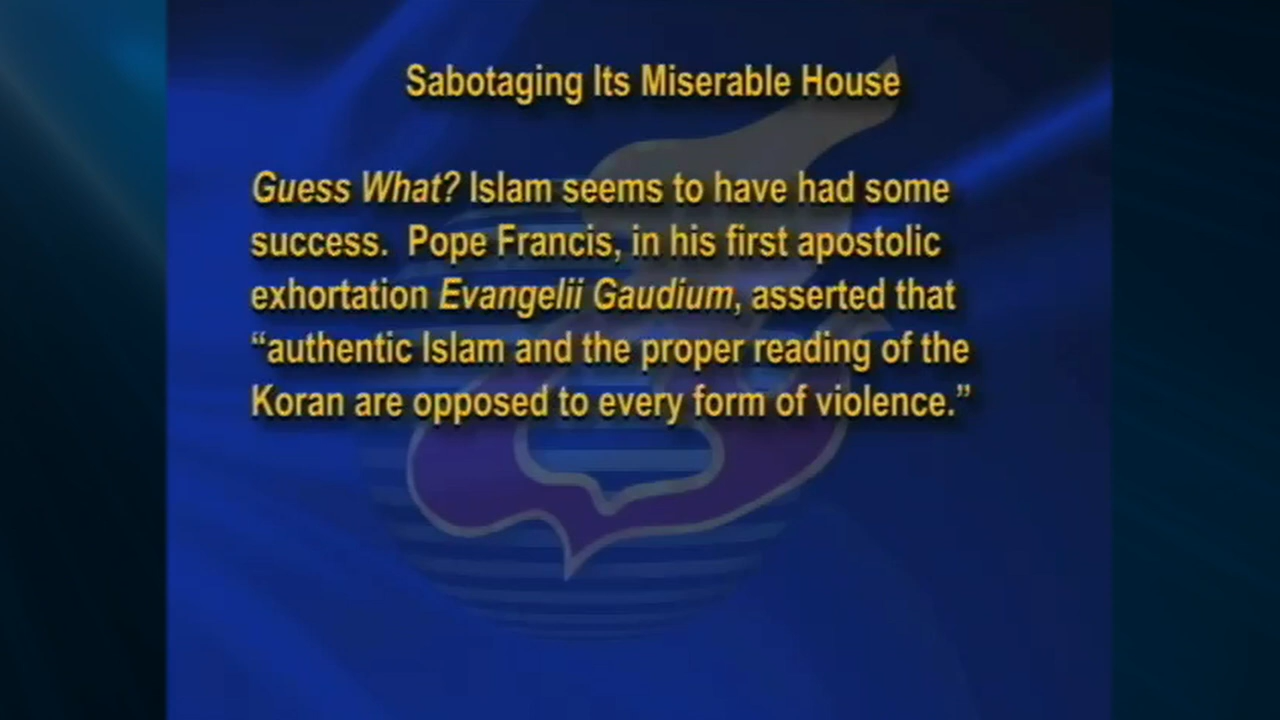 Sabotaging Its Miserable House
Guess What? Islam seems to have had some
success. Pope Francis, in his first apostolic
exhortation Evangelii Gaudium, asserted that
“authentic Islam and the proper reading of the
Koran are opposed to every form of violence.”